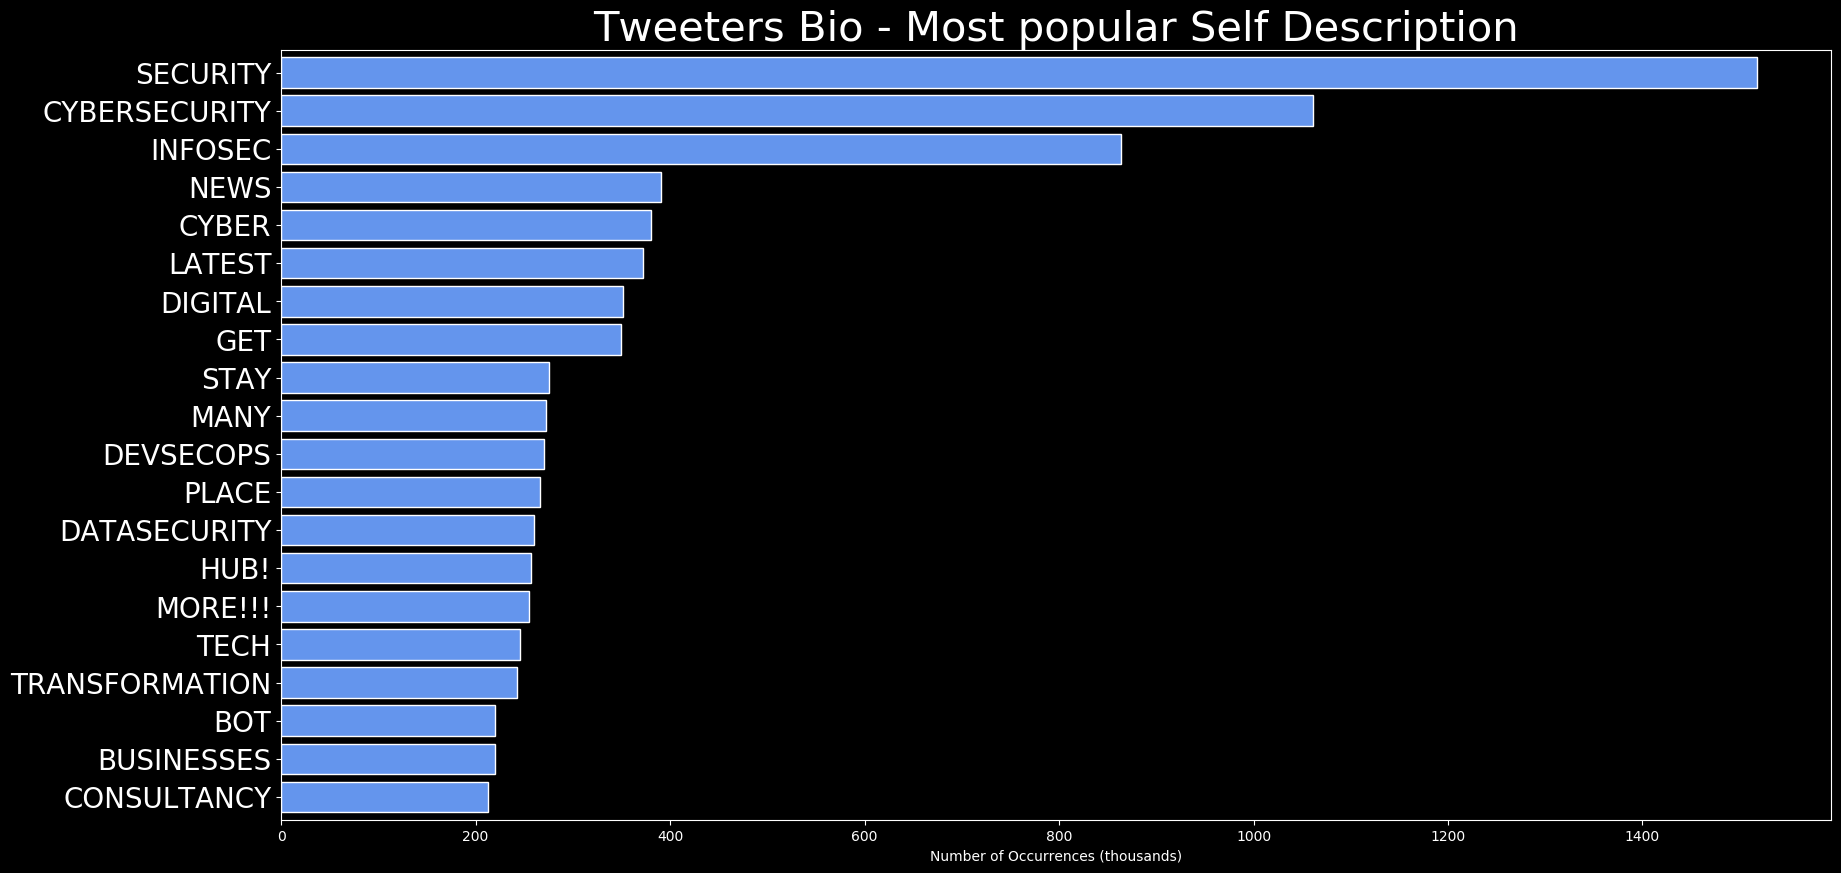 Tweeters Bio - Most popular Self Description
SECURITY
CYBERSECURITY
INFOSEC
NEWS
CYBER
LATEST
DIGITAL
GET
STAY
MANY
DEVSECOPS
PLACE
DATASECURITY
HUB!
MORE!!!
TECH
TRANSFORMATION
BOT
BUSINESSES
CONSULTANCY
0 200 400 600 800 1000 1200 1400
Number of Occurrences (thousands)